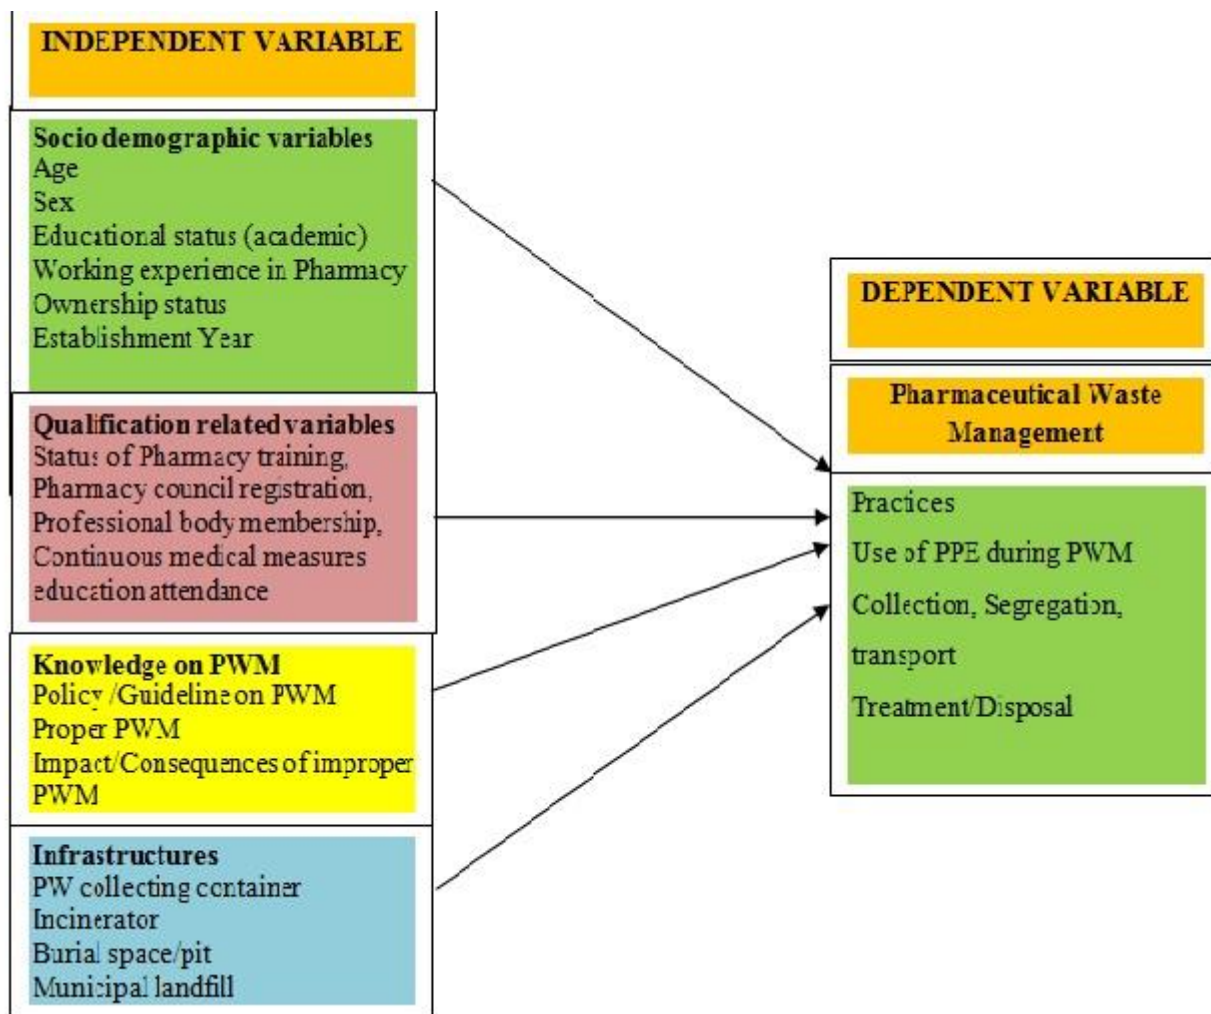 INDEPENDENT VARIABLE
Socio demographic variables
Age
Sex
Educational status (academic)
Working experience in Pharmacy
Ownership status
Establishment Year
Qualification related variables
Status of Pharmacy training,
Pharmacy council registration,
Professional body membership,
Continuous medical measures
education attendance
Knowledge on PWM
Policy /Guideline on PWM
Proper PWM
Impact/Consequences of improper
PWM
Infrastructures
PW collecting container
Incinerator
Burial space/pit
Municipal landfill
DEPENDENT VARIABLE
Pharmaceutical Waste
Management
Practices
Use of PPE during PWM
Collection, Segregation,
transport
Treatment/Disposal